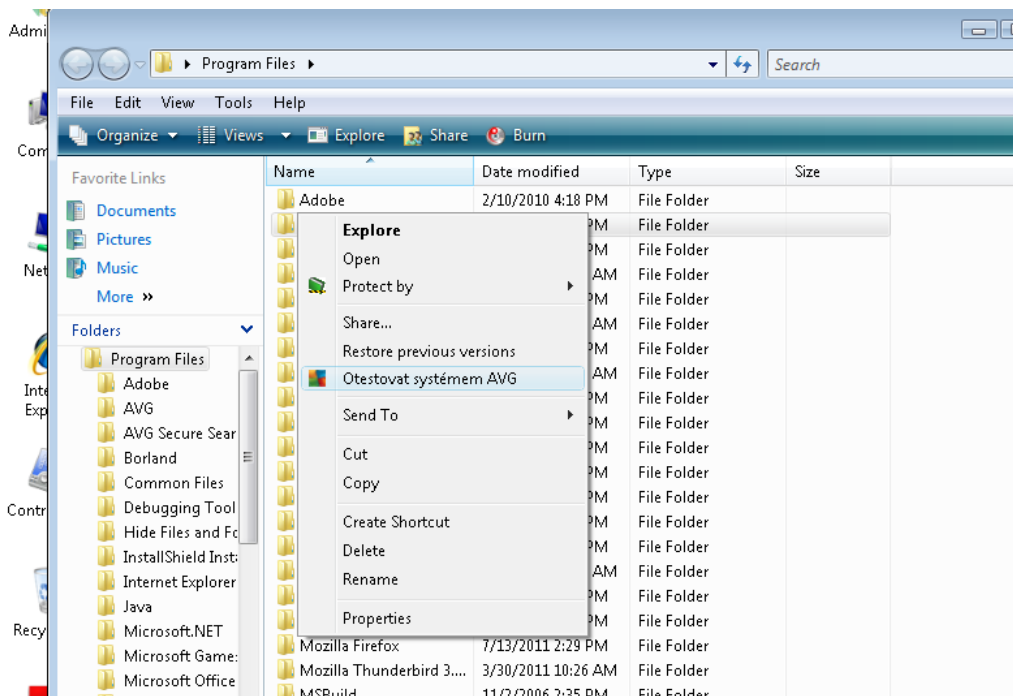 Admi
Program Files
Search
File Edit View Tools Help
Organize Views Explore Share Burn
Com
Favorite Links
Documents
Pictures
Music
More »
Net
Folders
Program Files
Adobe
AVG
AVG Secure Sear
Borland
Common Files
Debugging Tool
Hide Files and Fo
InstallShield Inst
Internet Explorer
Java
Microsoft.NET
Microsoft Game
Microsoft Office
Inte
Exp
Contr
Recy
Name Date modified Type Size
Adobe 2/10/2010 4:18 PM File Folder
PM File Folder
PM File Folder
AM File Folder
PM File Folder
AM File Folder
PM File Folder
AM File Folder
PM File Folder
PM File Folder
PM File Folder
PM File Folder
PM File Folder
PM File Folder
PM File Folder
AM File Folder
PM File Folder
PM File Folder
Mozilla Firefox 7/13/2011 2:29 PM File Folder
Mozilla Thunderbird 3.... 3/30/2011 10:26 AM File Folder
MSBuild 11/2/2006 2:35 PM File Folder
Explore
Open
Protect by
Share...
Restore previous versions
Otestovat systémem AVG
Send To
Cut
Copy
Create Shortcut
Delete
Rename
Properties